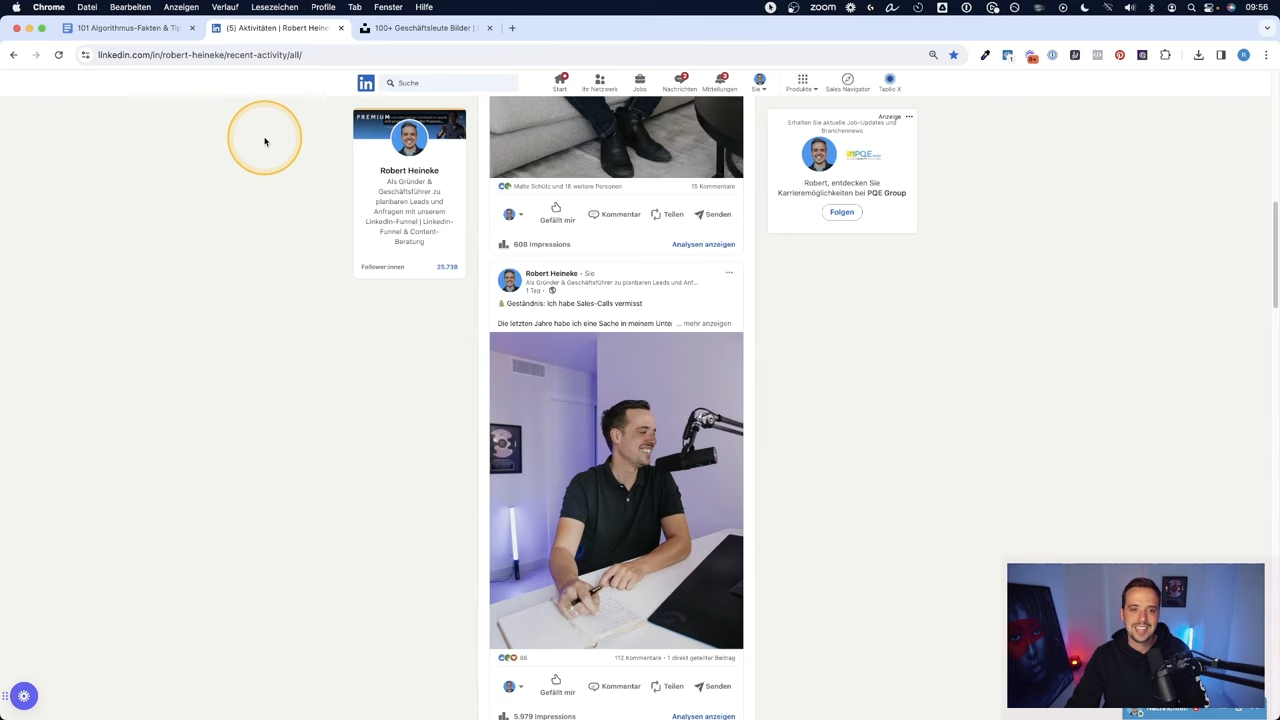 Chrome Datei Bearbeiten Anzeigen Verlauf Lesezeichen Profile Tab Fenster Hilfe
09:56
101 Algorithmus-Fakten & Tip
(5) Aktivitäten | Robert Heine
100+ Geschäftsleute Bilder |
linkedin.com/in/robert-heineke/recent-activity/all/
Suche
Start
Ihr Netzwerk
Jobs
Nachrichten
Mitteilungen
Sie
Produkte
Sales Navigator
Taplio X
PREMIUM
Robert Heineke
Als Gründer &
Geschäftsführer zu
planbaren Leads und
Anfragen mit unserem
LinkedIn-Funnel | LinkedIn-
Funnel & Content-
Beratung
Follower:innen 25.738
Malte Schütz und 16 weitere Personen 15 Kommentare
Gefällt mir
Kommentar
Teilen
Senden
608 Impressions Analysen anzeigen
Robert Heineke • Sie
Als Gründer & Geschäftsführer zu planbaren Leads und Anf...
1 Tag •
Geständnis: Ich habe Sales-Calls vermisst
Die letzten Jahre habe ich eine Sache in meinem Unte ... mehr anzeigen
88 112 Kommentare • 1 direkt geteilter Beitrag
Gefällt mir
Kommentar
Teilen
Senden
5.979 Impressions Analysen anzeigen
Anzeige
Erhalten Sie aktuelle Job-Updates und
Branchennews
PQE
Robert, entdecken Sie
Karrieremöglichkeiten bei PQE Group
Folgen
Nachrichten